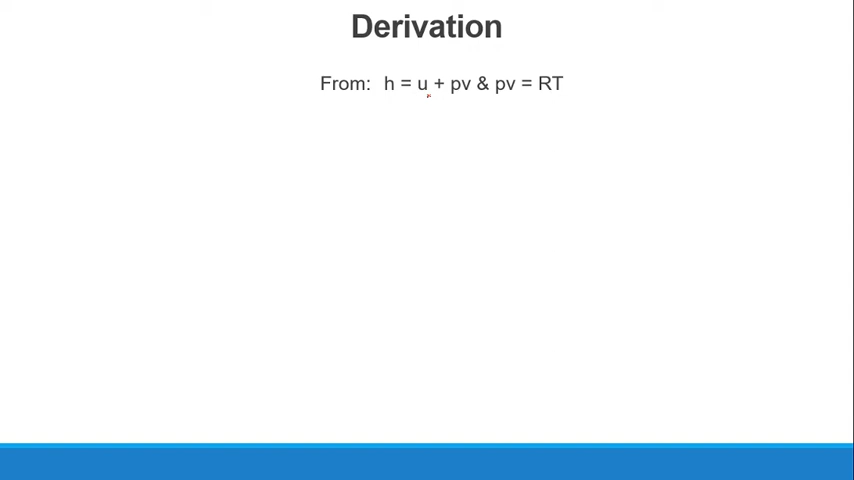 Derivation
From: h = u + pv & pv = RT